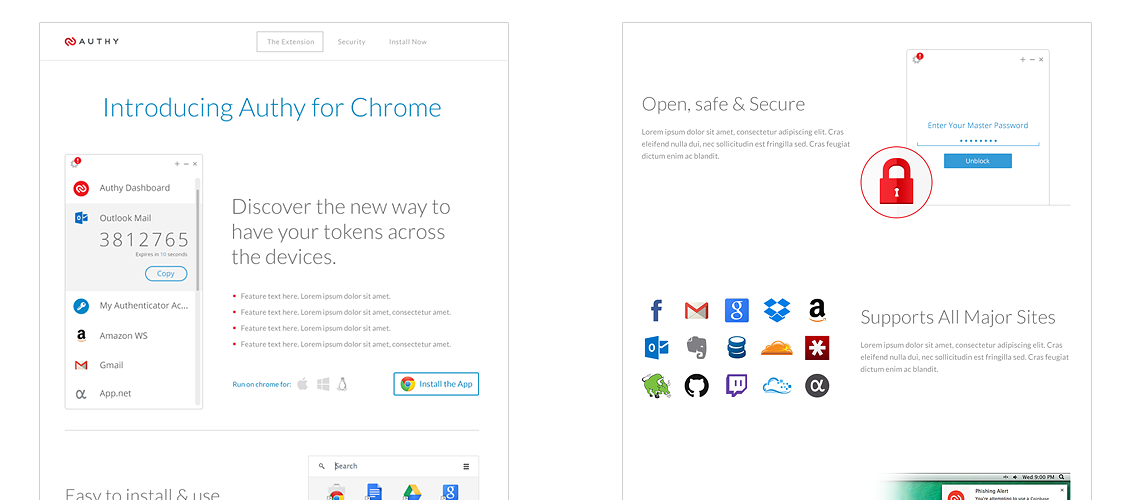 AUTHY
The Extension
Security
Install Now
Introducing Authy for Chrome
Authy Dashboard
Outlook Mail
3812765
Expires in 10 seconds
Copy
My Authenticator Ac...
Amazon WS
Gmail
App.net
Discover the new way to
have your tokens across
the devices.
Feature text here. Lorem ipsum dolor sit amet.
Feature text here. Lorem ipsum dolor sit amet, consectetur amet.
Feature text here. Lorem ipsum dolor sit amet.
Feature text here. Lorem ipsum dolor sit amet, consectetur amet.
Run on chrome for:
Install the App
Easy to install & use
Search
Open, safe & Secure
Lorem ipsum dolor sit amet, consectetur adipiscing elit. Cras
eleifend nulla dui, nec sollicitudin est fringilla sed. Cras feugiat
dictum enim ac blandit.
Enter Your Master Password
Unblock
Supports All Major Sites
Lorem ipsum dolor sit amet, consectetur adipiscing elit. Cras
eleifend nulla dui, nec sollicitudin est fringilla sed. Cras feugiat
dictum enim ac blandit.
Wed 9:00 PM
Phishing Alert
You're attempting to use a Coinbase